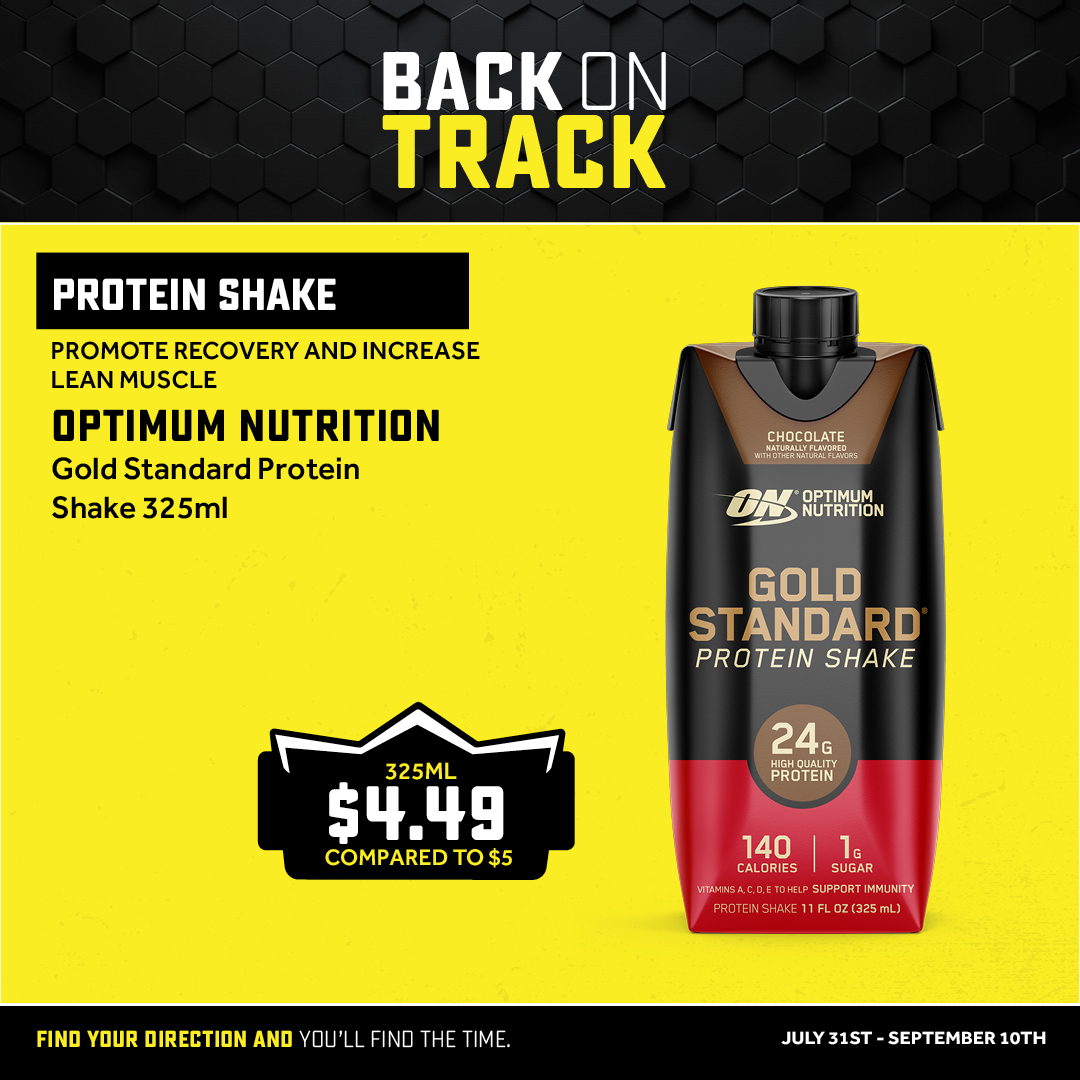 BACK ON
TRACK
PROTEIN SHAKE
PROMOTE RECOVERY AND INCREASE
LEAN MUSCLE
OPTIMUM NUTRITION
Gold Standard Protein
Shake 325ml
325ML
$4.49
COMPARED TO $5
CHOCOLATE
NATURALLY FLAVORED
WITH OTHER NATURAL FLAVORS
ON® OPTIMUM
NUTRITION
GOLD
STANDARD®
PROTEIN SHAKE
24G
HIGH QUALITY
PROTEIN
140
CALORIES
1G
SUGAR
VITAMINS A, C, D, E TO HELP SUPPORT IMMUNITY
PROTEIN SHAKE 11 FL OZ (325 mL)
FIND YOUR DIRECTION AND YOU'LL FIND THE TIME.
JULY 31ST - SEPTEMBER 10TH